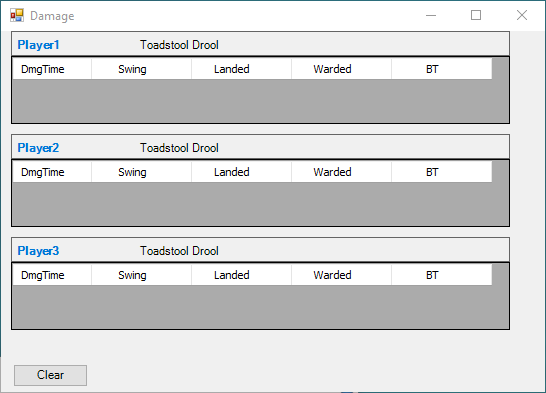 Damage
Player1 Toadstool Drool
DmgTime Swing Landed Warded BT
Player2 Toadstool Drool
DmgTime Swing Landed Warded BT
Player3 Toadstool Drool
DmgTime Swing Landed Warded BT
Clear